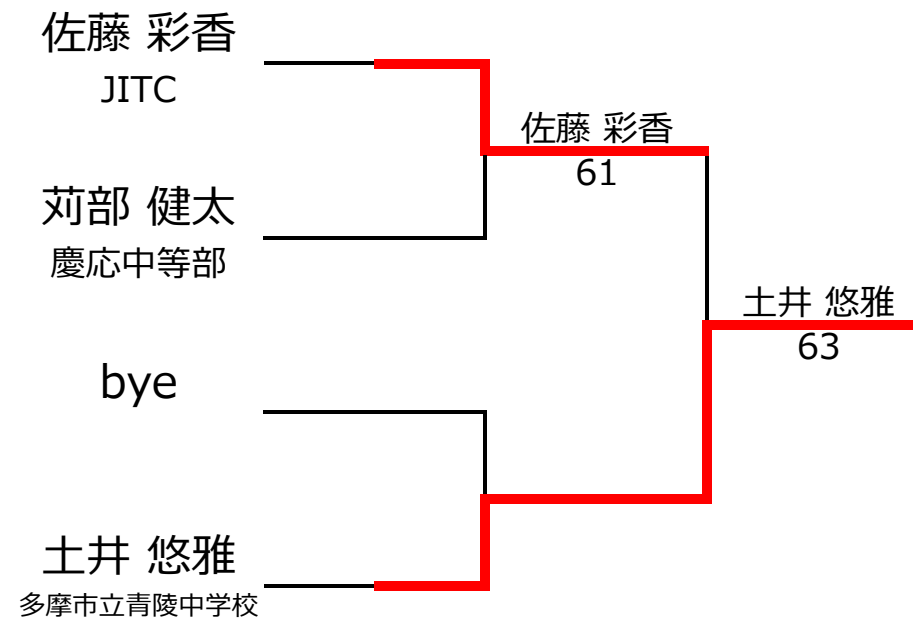 佐藤 彩香
JITC
佐藤 彩香
61
苅部 健太
慶応中等部
土井 悠雅
63
bye
土井 悠雅
多摩市立青陵中学校